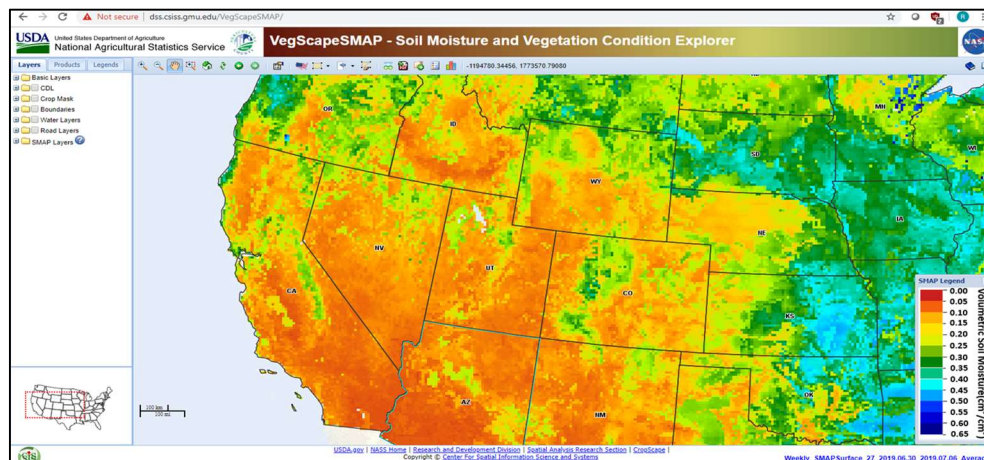 Not secure | dss.csiss.gmu.edu/VegScapeSMAP/
USDA United States Department of Agriculture
National Agricultural Statistics Service
VegScapeSMAP - Soil Moisture and Vegetation Condition Explorer
NAS
Layers Products Legends
-1194780.34456, 1773570.79080
Basic Layers
CDL
Crop Mask
Boundaries
Water Layers
Road Layers
SMAP Layers ?
OR
ID
MN
SD
WI
WY
IA
NE
NV
UT
CO
CA
KS
AZ
NM
OK
SMAP Legend
0.00
0.05
0.10
0.15
0.20
0.25
0.30
0.35
0.40
0.45
0.50
0.55
0.60
0.65
100 km
100 mi
USDA.gov | NASS Home | Research and Development Division | Spatial Analysis Research Section | CropScape |
Copyright © Center For Spatial Information Science and Systems
Weekly_SMAPSurface_27_2019.06.30_2019.07.06_Averag